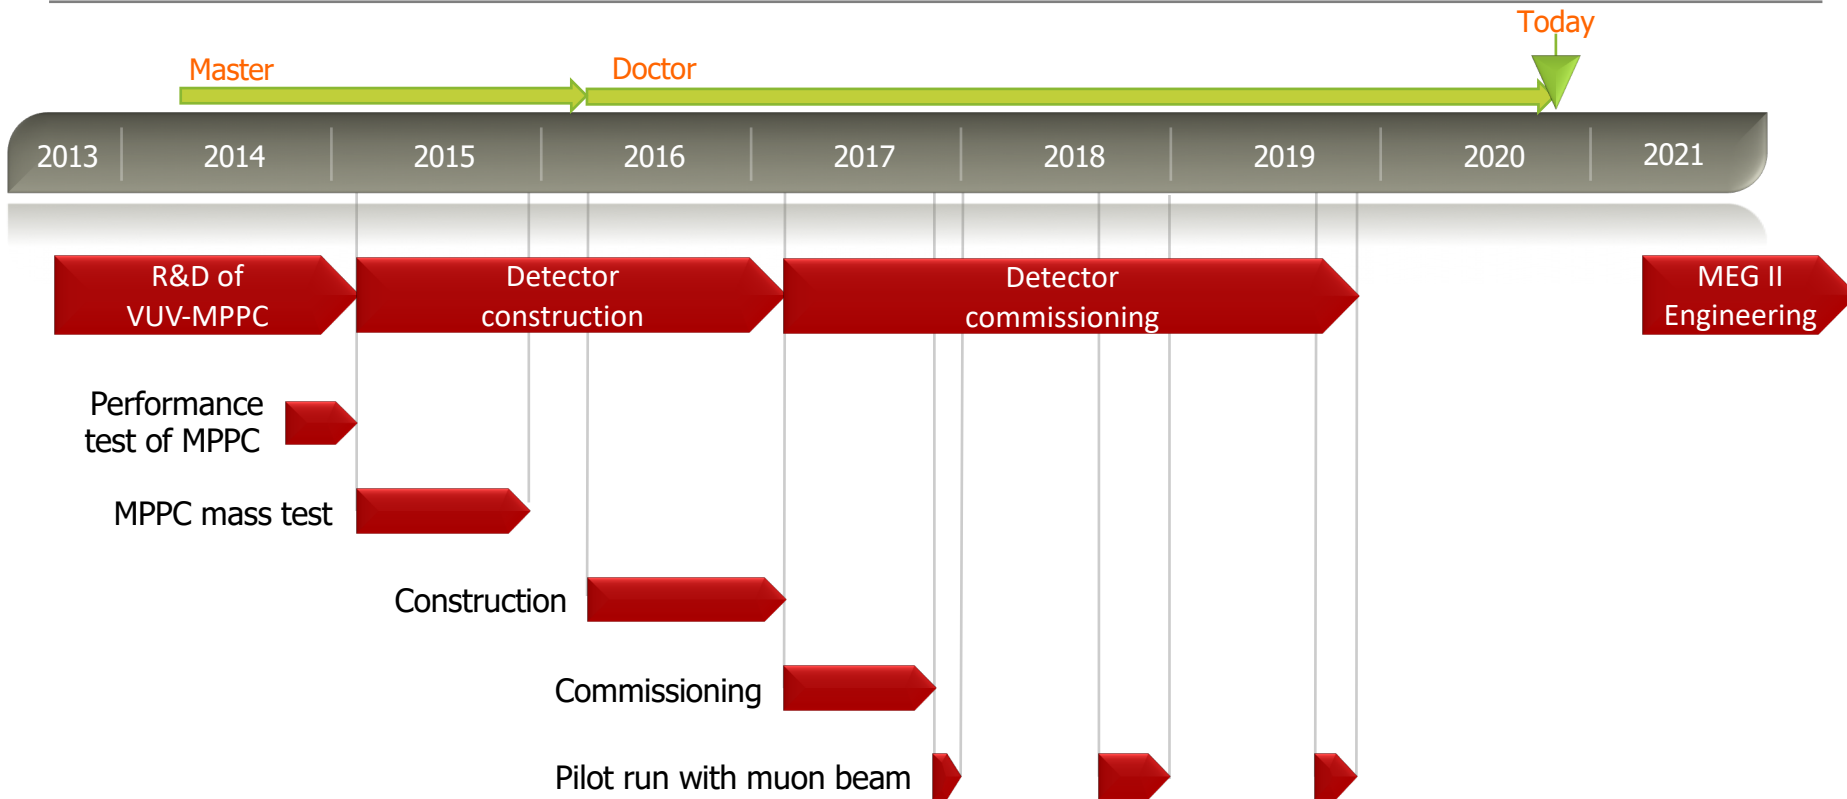 Today
Master
Doctor
2013
2014
2015
2016
2017
2018
2019
2020
2021
R&D of
VUV-MPPC
Detector
construction
Detector
commissioning
MEG II
Engineering
Performance
test of MPPC
MPPC mass test
Construction
Commissioning
Pilot run with muon beam